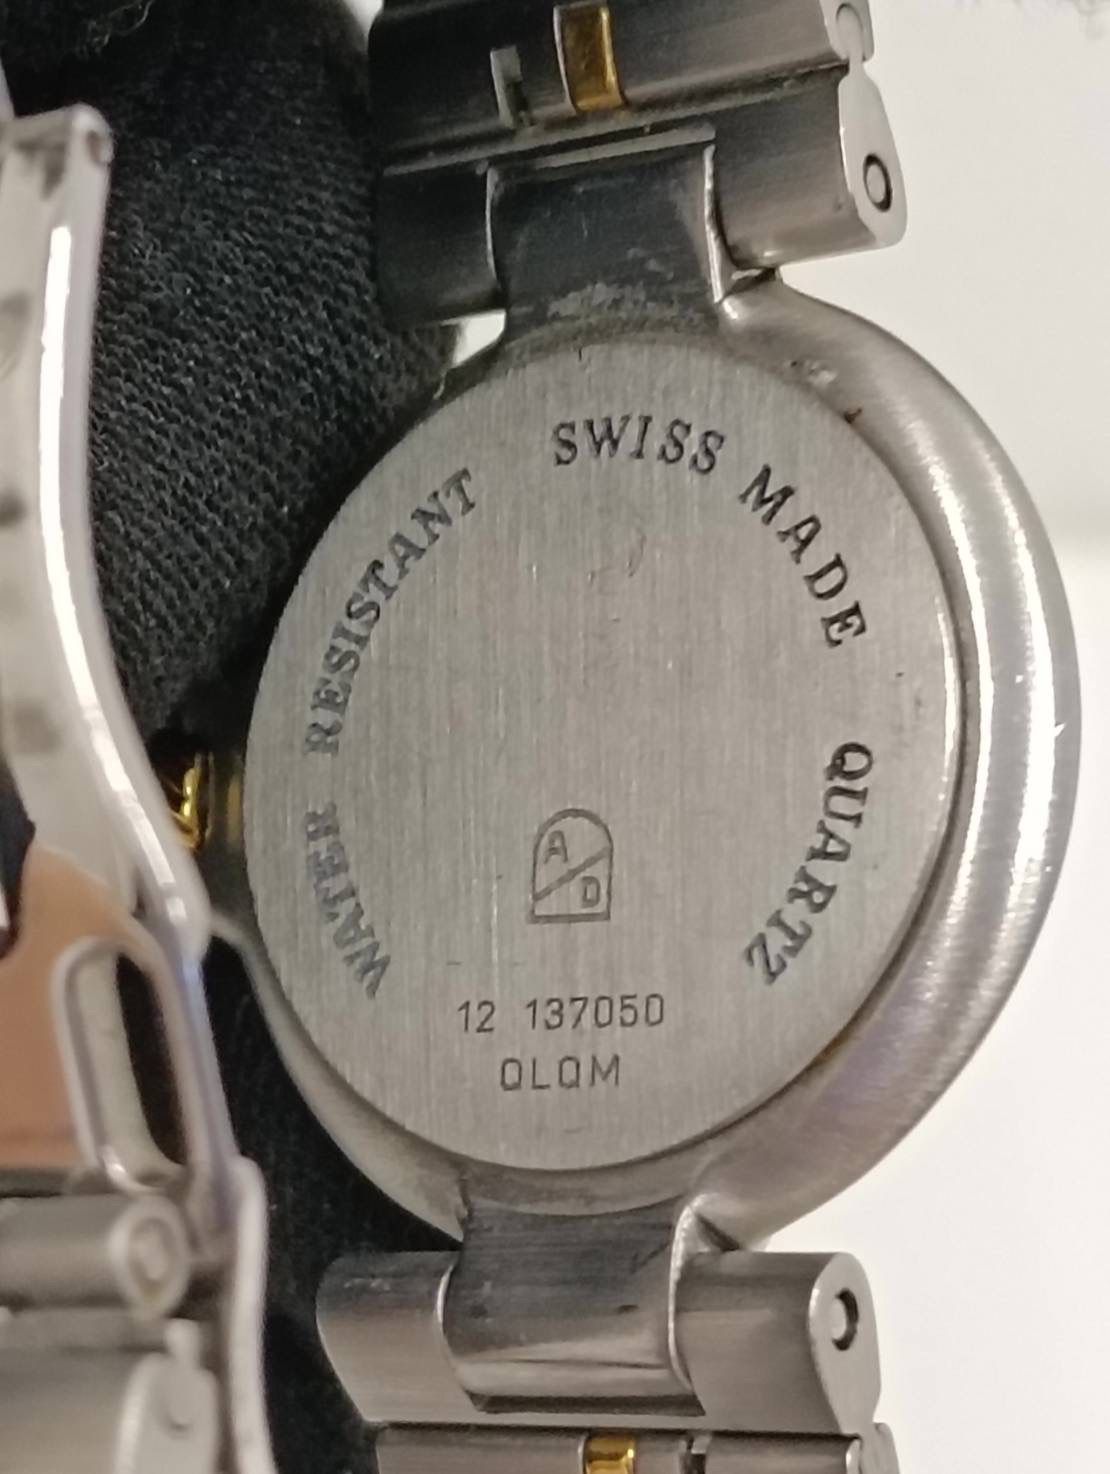 WATER RESISTANT SWISS MADE QUARTZ
A
D
12 137050
QLQM